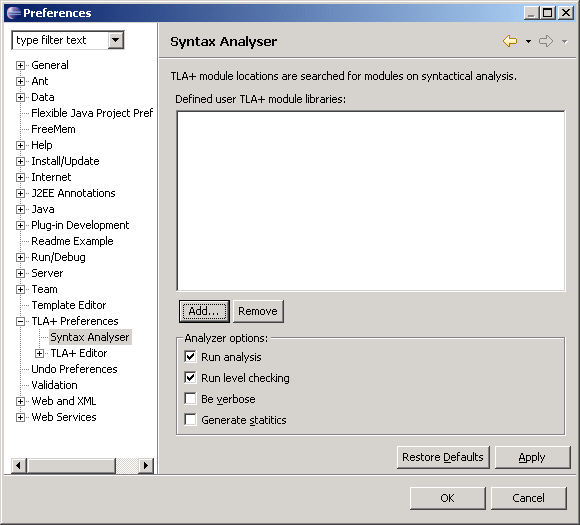 Preferences
type filter text
General
Ant
Data
Flexible Java Project Pref
FreeMem
Help
Install/Update
Internet
J2EE Annotations
Java
Plug-in Development
Readme Example
Run/Debug
Server
Team
Template Editor
TLA+ Preferences
Syntax Analyser
TLA+ Editor
Undo Preferences
Validation
Web and XML
Web Services
Syntax Analyser
TLA+ module locations are searched for modules on syntactical analysis.
Defined user TLA+ module libraries:
Add...
Remove
Analyzer options:
Run analysis
Run level checking
Be verbose
Generate statitics
Restore Defaults
Apply
OK
Cancel